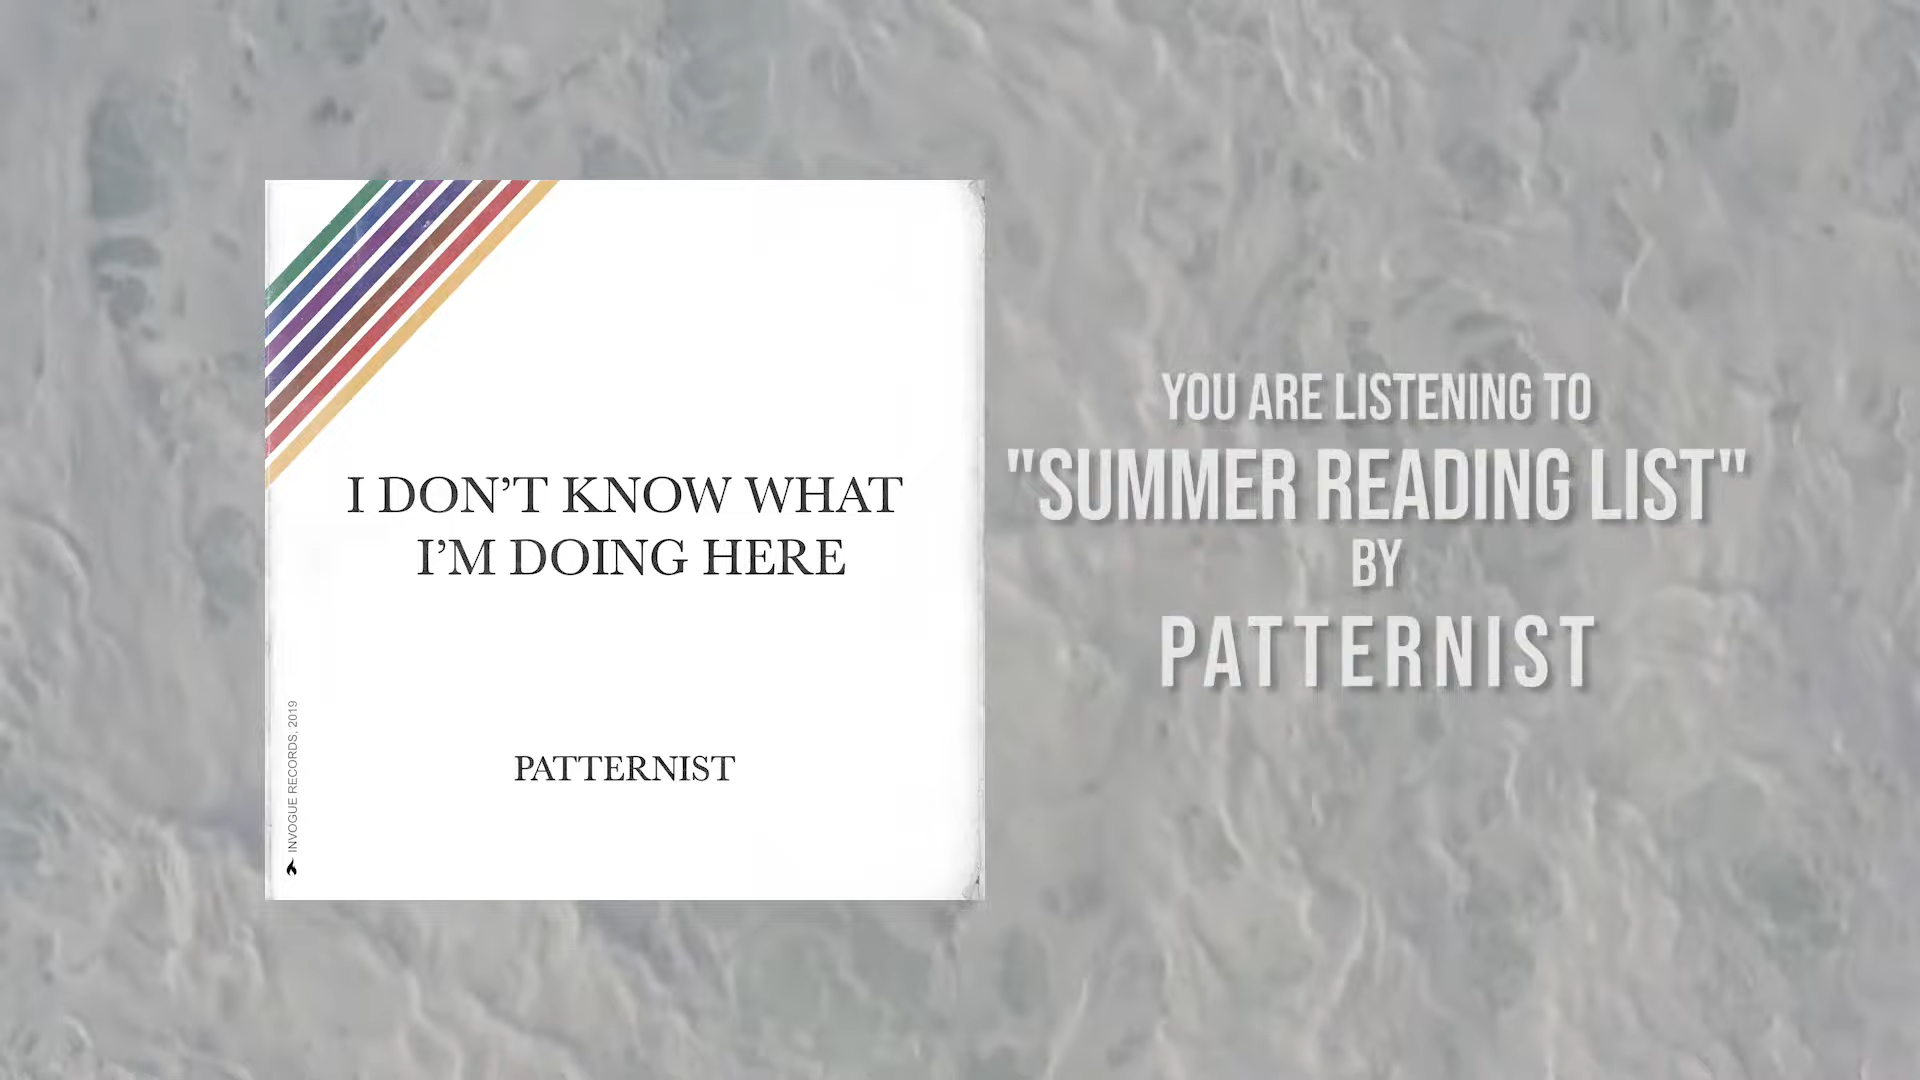 I DON’T KNOW WHAT
I’M DOING HERE
PATTERNIST
INVOGUE RECORDS, 2019
YOU ARE LISTENING TO
"SUMMER READING LIST"
BY
PATTERNIST